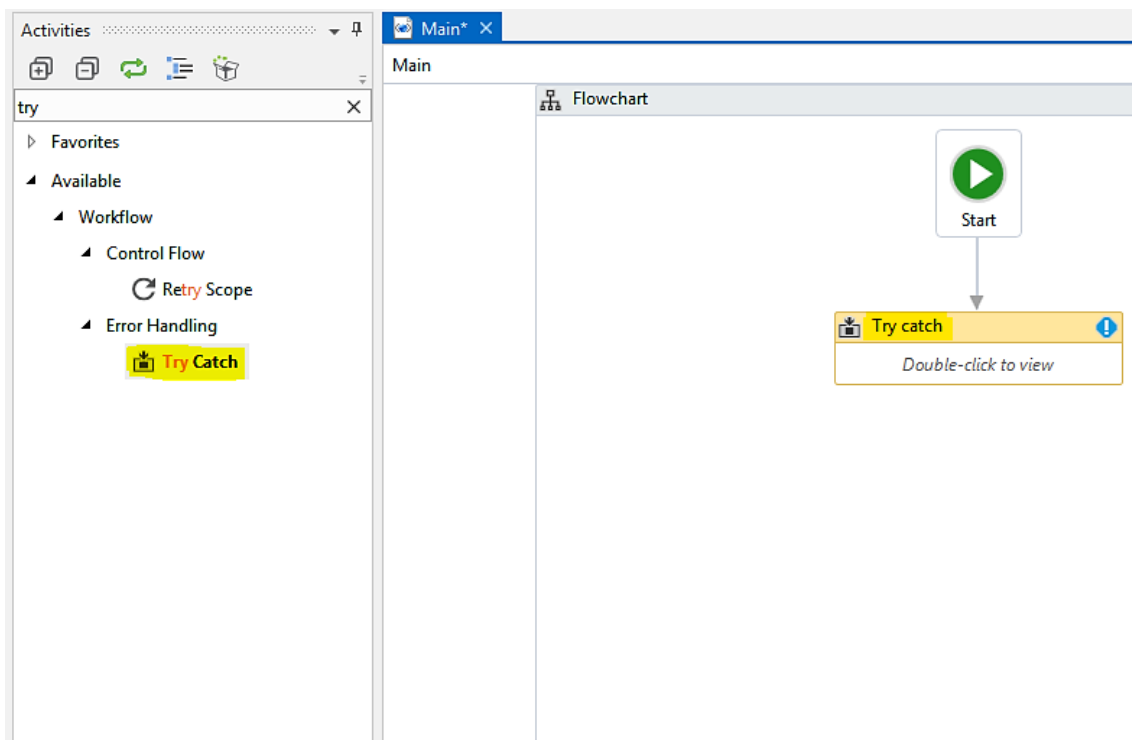 Activities
try
Favorites
Available
Workflow
Control Flow
Retry Scope
Error Handling
Try Catch
Main*
Main
Flowchart
Start
Try catch
Double-click to view